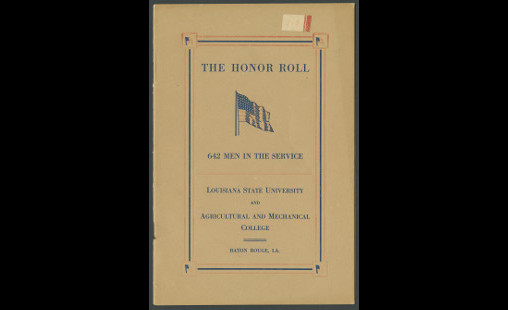 THE HONOR ROLL
642 MEN IN THE SERVICE
LOUISIANA STATE UNIVERSITY
AND
AGRICULTURAL AND MECHANICAL
COLLEGE
BATON ROUGE, LA.